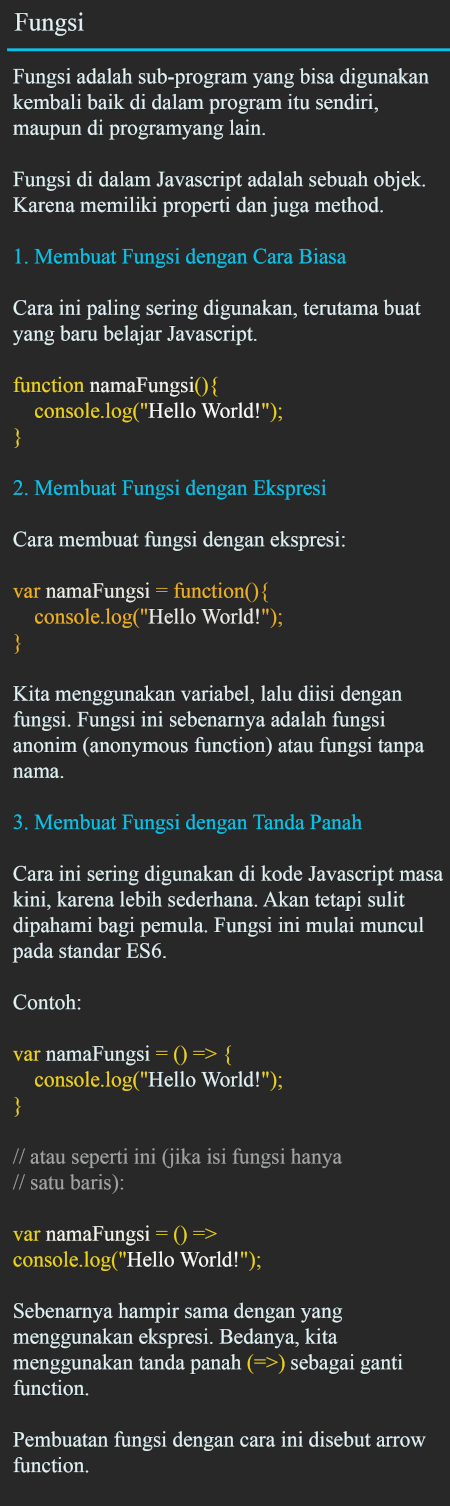 Fungsi
Fungsi adalah sub-program yang bisa digunakan
kembali baik di dalam program itu sendiri,
maupun di programyang lain.
Fungsi di dalam Javascript adalah sebuah objek.
Karena memiliki properti dan juga method.
1. Membuat Fungsi dengan Cara Biasa
Cara ini paling sering digunakan, terutama buat
yang baru belajar Javascript.
function namaFungsi(){
    console.log("Hello World!");
}
2. Membuat Fungsi dengan Ekspresi
Cara membuat fungsi dengan ekspresi:
var namaFungsi = function(){
    console.log("Hello World!");
}
Kita menggunakan variabel, lalu diisi dengan
fungsi. Fungsi ini sebenarnya adalah fungsi
anonim (anonymous function) atau fungsi tanpa
nama.
3. Membuat Fungsi dengan Tanda Panah
Cara ini sering digunakan di kode Javascript masa
kini, karena lebih sederhana. Akan tetapi sulit
dipahami bagi pemula. Fungsi ini mulai muncul
pada standar ES6.
Contoh:
var namaFungsi = () => {
    console.log("Hello World!");
}
// atau seperti ini (jika isi fungsi hanya
// satu baris):
var namaFungsi = () =>
console.log("Hello World!");
Sebenarnya hampir sama dengan yang
menggunakan ekspresi. Bedanya, kita
menggunakan tanda panah (=>) sebagai ganti
function.
Pembuatan fungsi dengan cara ini disebut arrow
function.